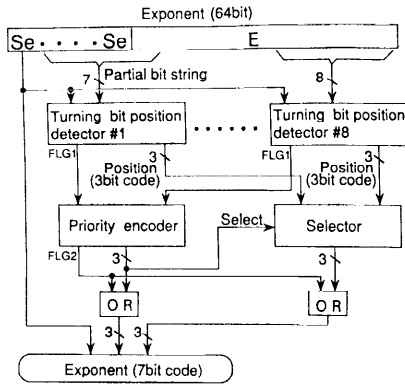 Exponent (64bit)
Se · · · · Se E
7 Partial bit string 8
Turning bit position detector #1
· · · · · ·
Turning bit position detector #8
FLG1 3 FLG1 3
Position (3bit code)
Position (3bit code)
Priority encoder
Select
Selector
FLG2 3 3
OR OR
3 3
Exponent (7bit code)